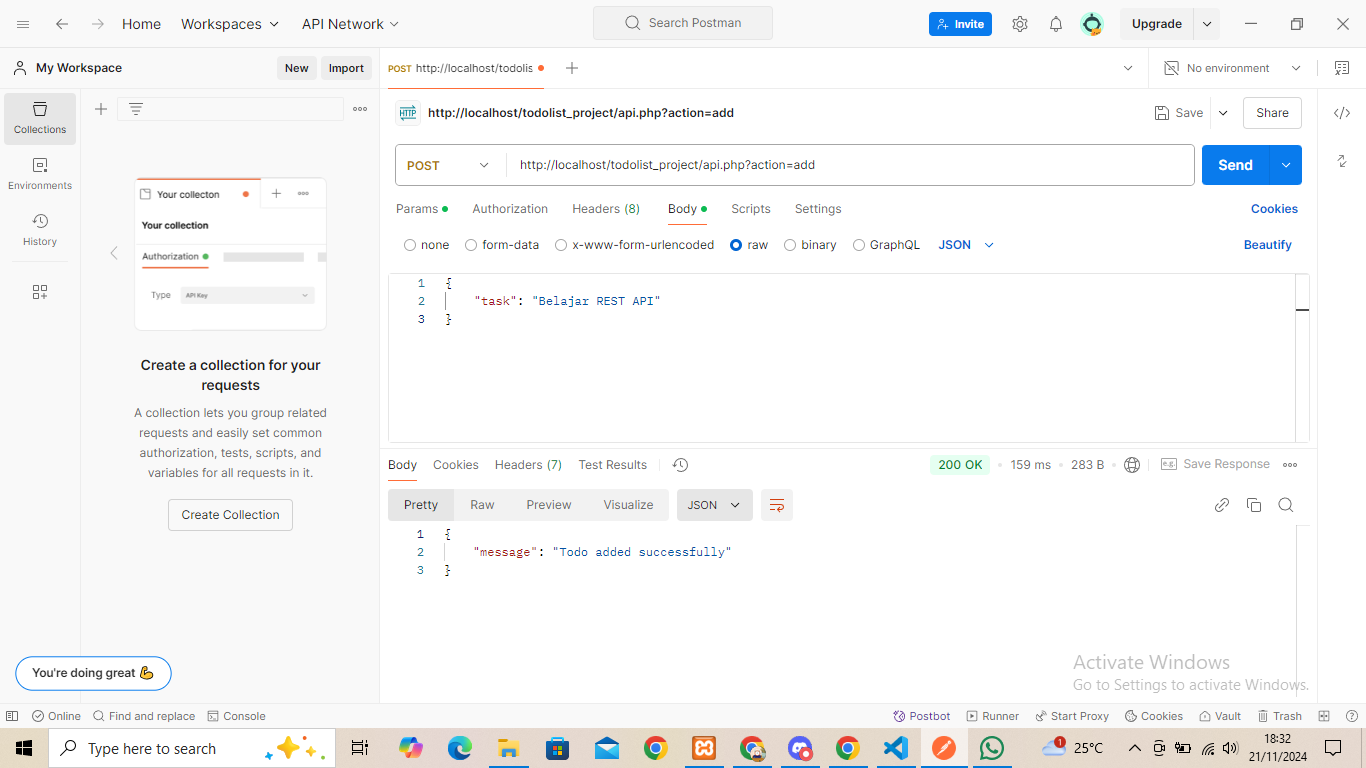 Home Workspaces API Network Search Postman Invite Upgrade
My Workspace New Import POST http://localhost/todolis No environment
Collections
Environments
History
Your collecton
Your collection
Authorization
Type API Key
Create a collection for your
requests
A collection lets you group related
requests and easily set common
authorization, tests, scripts, and
variables for all requests in it.
Create Collection
You're doing great 💪
HTTP http://localhost/todolist_project/api.php?action=add Save Share
POST http://localhost/todolist_project/api.php?action=add Send
Params Authorization Headers (8) Body Scripts Settings Cookies
none form-data x-www-form-urlencoded raw binary GraphQL JSON Beautify
1 {
2 "task": "Belajar REST API"
3 }
Body Cookies Headers (7) Test Results 200 OK 159 ms 283 B e.g. Save Response
Pretty Raw Preview Visualize JSON
1 {
2 "message": "Todo added successfully"
3 }
Activate Windows
Go to Settings to activate Windows.
Online Find and replace Console Postbot Runner Start Proxy Cookies Vault Trash
Type here to search 1 25°C 18:32
21/11/2024